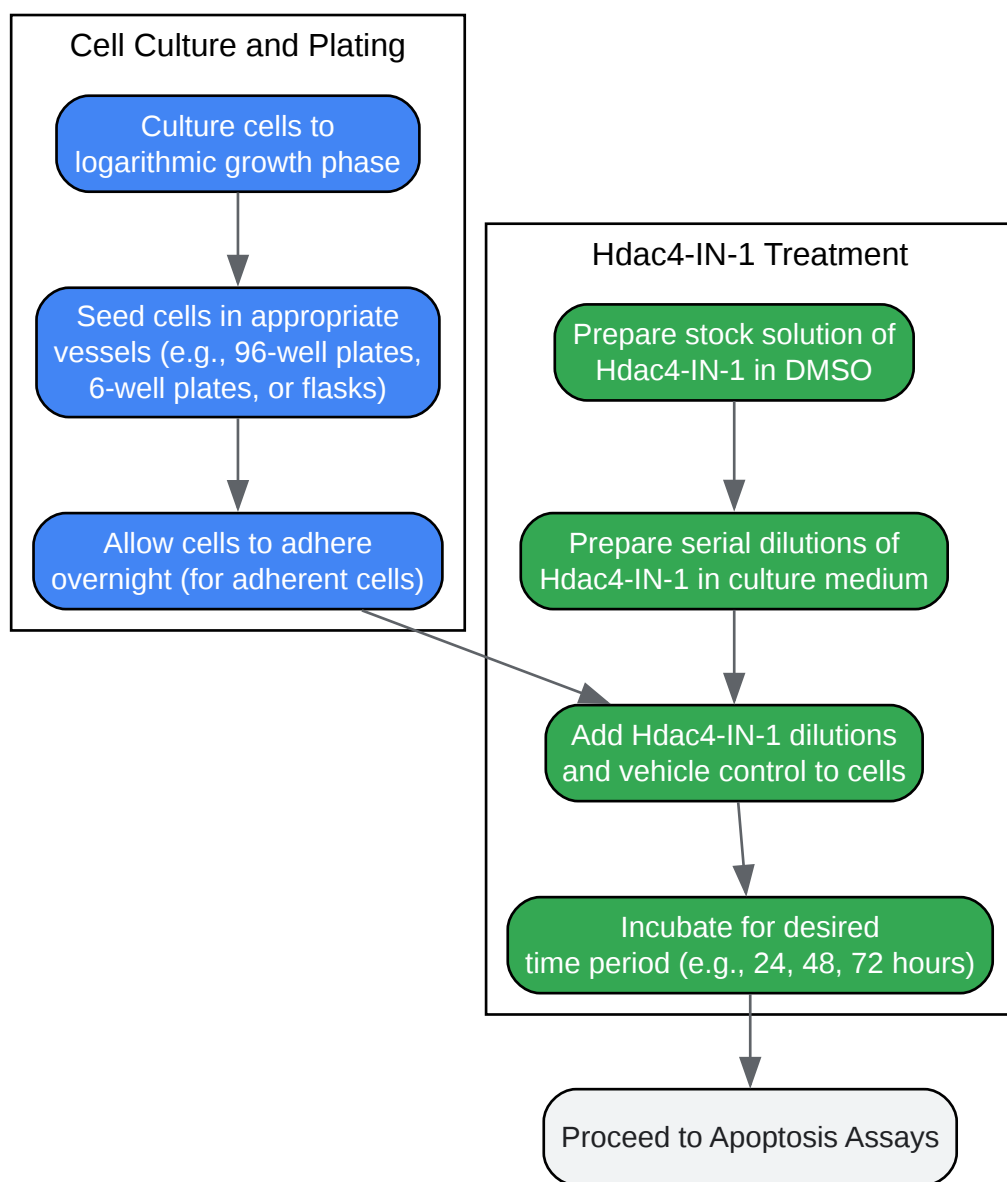 Cell Culture and Plating
Culture cells to
logarithmic growth phase
Seed cells in appropriate
vessels (e.g., 96-well plates,
6-well plates, or flasks)
Allow cells to adhere
overnight (for adherent cells)
Hdac4-IN-1 Treatment
Prepare stock solution of
Hdac4-IN-1 in DMSO
Prepare serial dilutions of
Hdac4-IN-1 in culture medium
Add Hdac4-IN-1 dilutions
and vehicle control to cells
Incubate for desired
time period (e.g., 24, 48, 72 hours)
Proceed to Apoptosis Assays